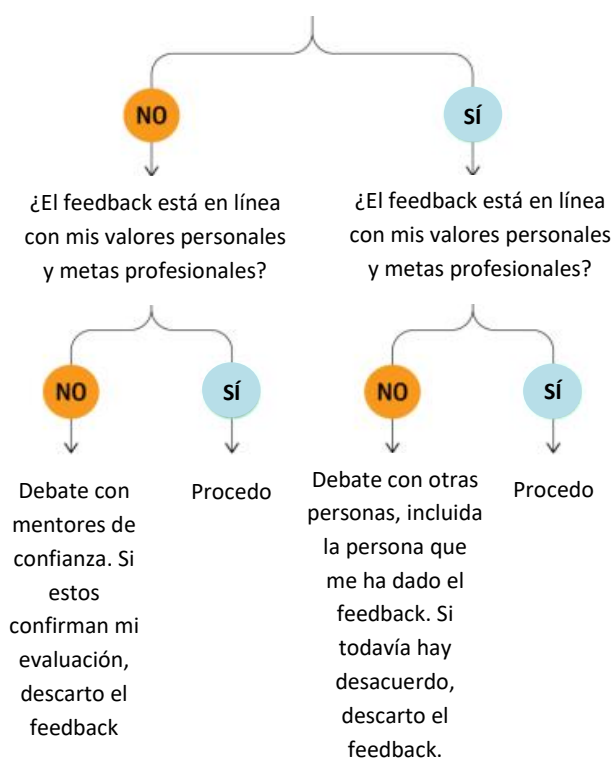 NO
SÍ
¿El feedback está en línea
con mis valores personales
y metas profesionales?
¿El feedback está en línea
con mis valores personales
y metas profesionales?
NO
SÍ
NO
SÍ
Debate con
mentores de
confianza. Si
estos
confirman mi
evaluación,
descarto el
feedback
Procedo
Debate con otras
personas, incluida
la persona que
me ha dado el
feedback. Si
todavía hay
desacuerdo,
descarto el
feedback.
Procedo